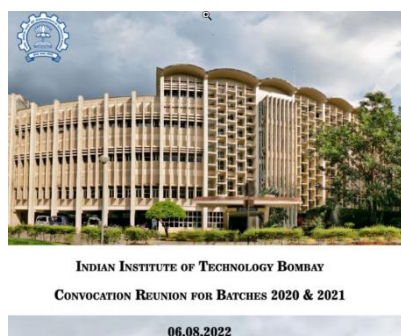 INDIAN INSTITUTE OF TECHNOLOGY BOMBAY
CONVOCATION REUNION FOR BATCHES 2020 & 2021
06.08.2022